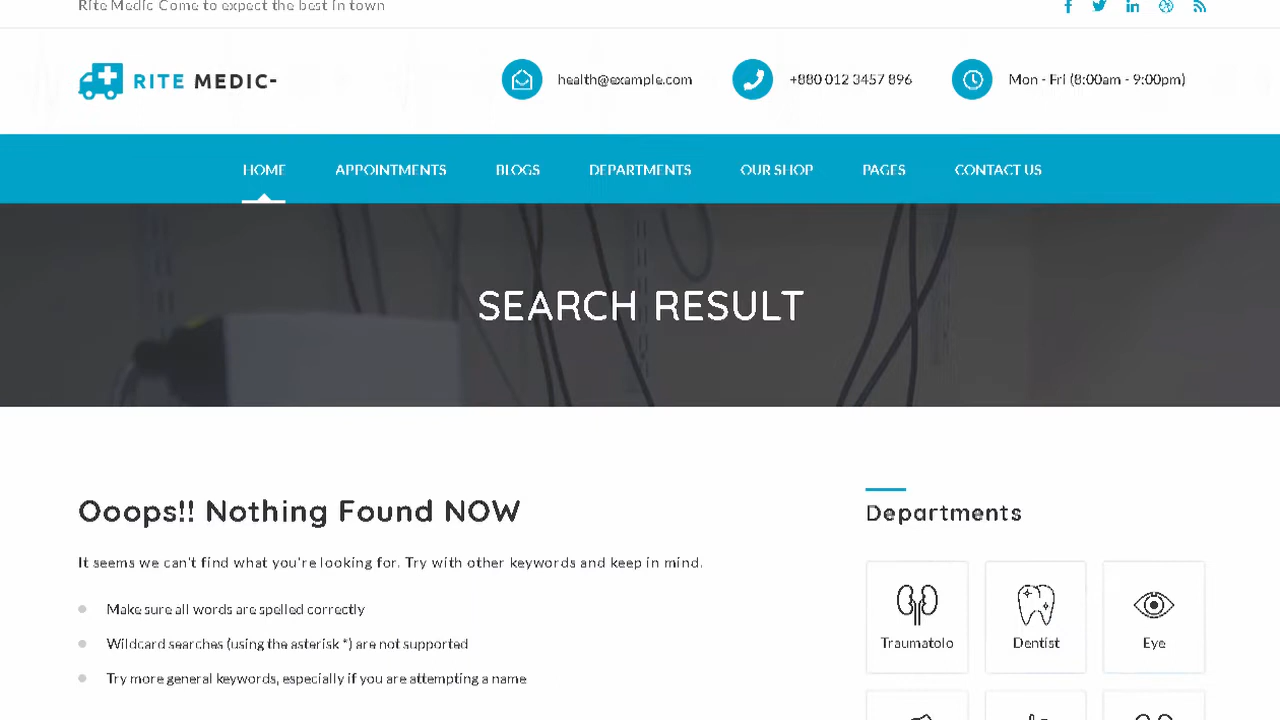 Rite Medic Come to expect the best in town
RITE MEDIC-
health@example.com
+880 012 3457 896
Mon - Fri (8:00am - 9:00pm)
HOME APPOINTMENTS BLOGS DEPARTMENTS OUR SHOP PAGES CONTACT US
SEARCH RESULT
Ooops!! Nothing Found NOW
It seems we can't find what you're looking for. Try with other keywords and keep in mind.
Make sure all words are spelled correctly
Wildcard searches (using the asterisk *) are not supported
Try more general keywords, especially if you are attempting a name
Departments
Traumatolo
Dentist
Eye